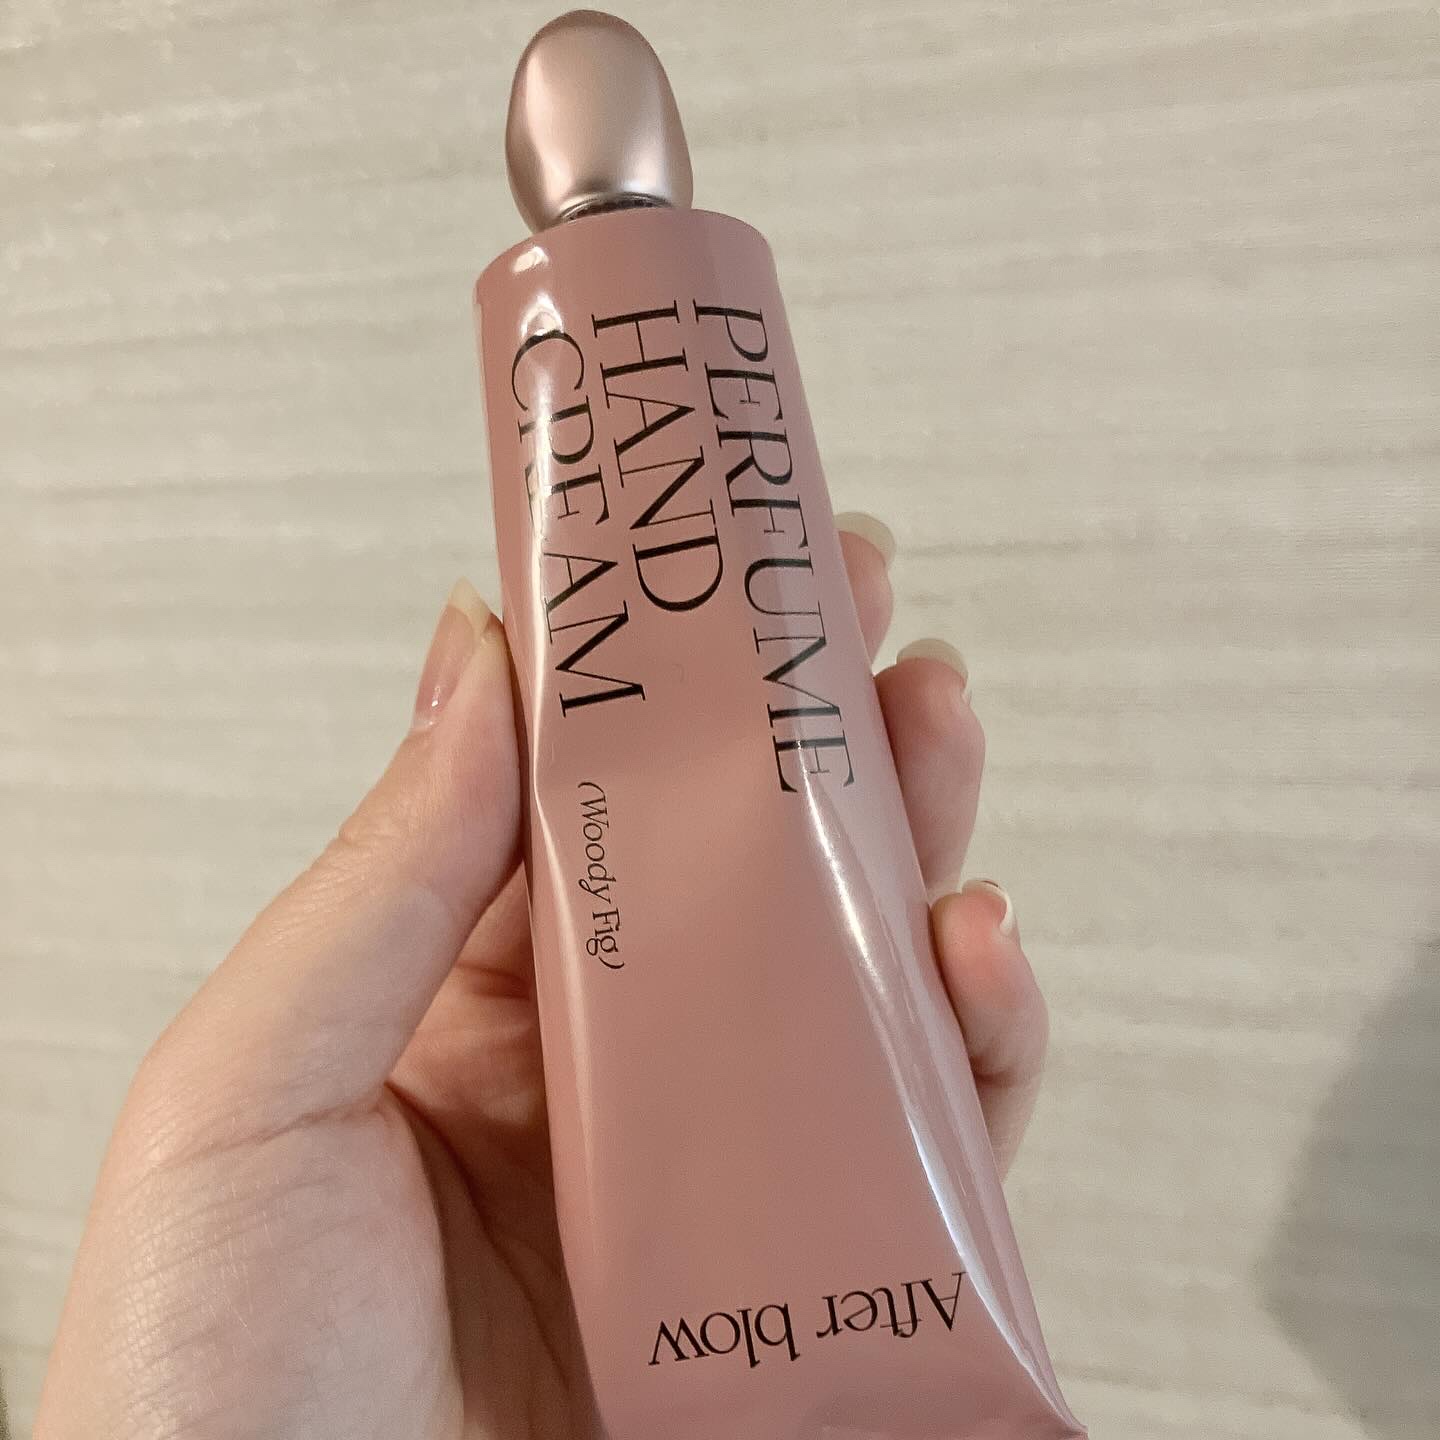 PERFUME
HAND
CREAM
(Woody Fig)
After blow